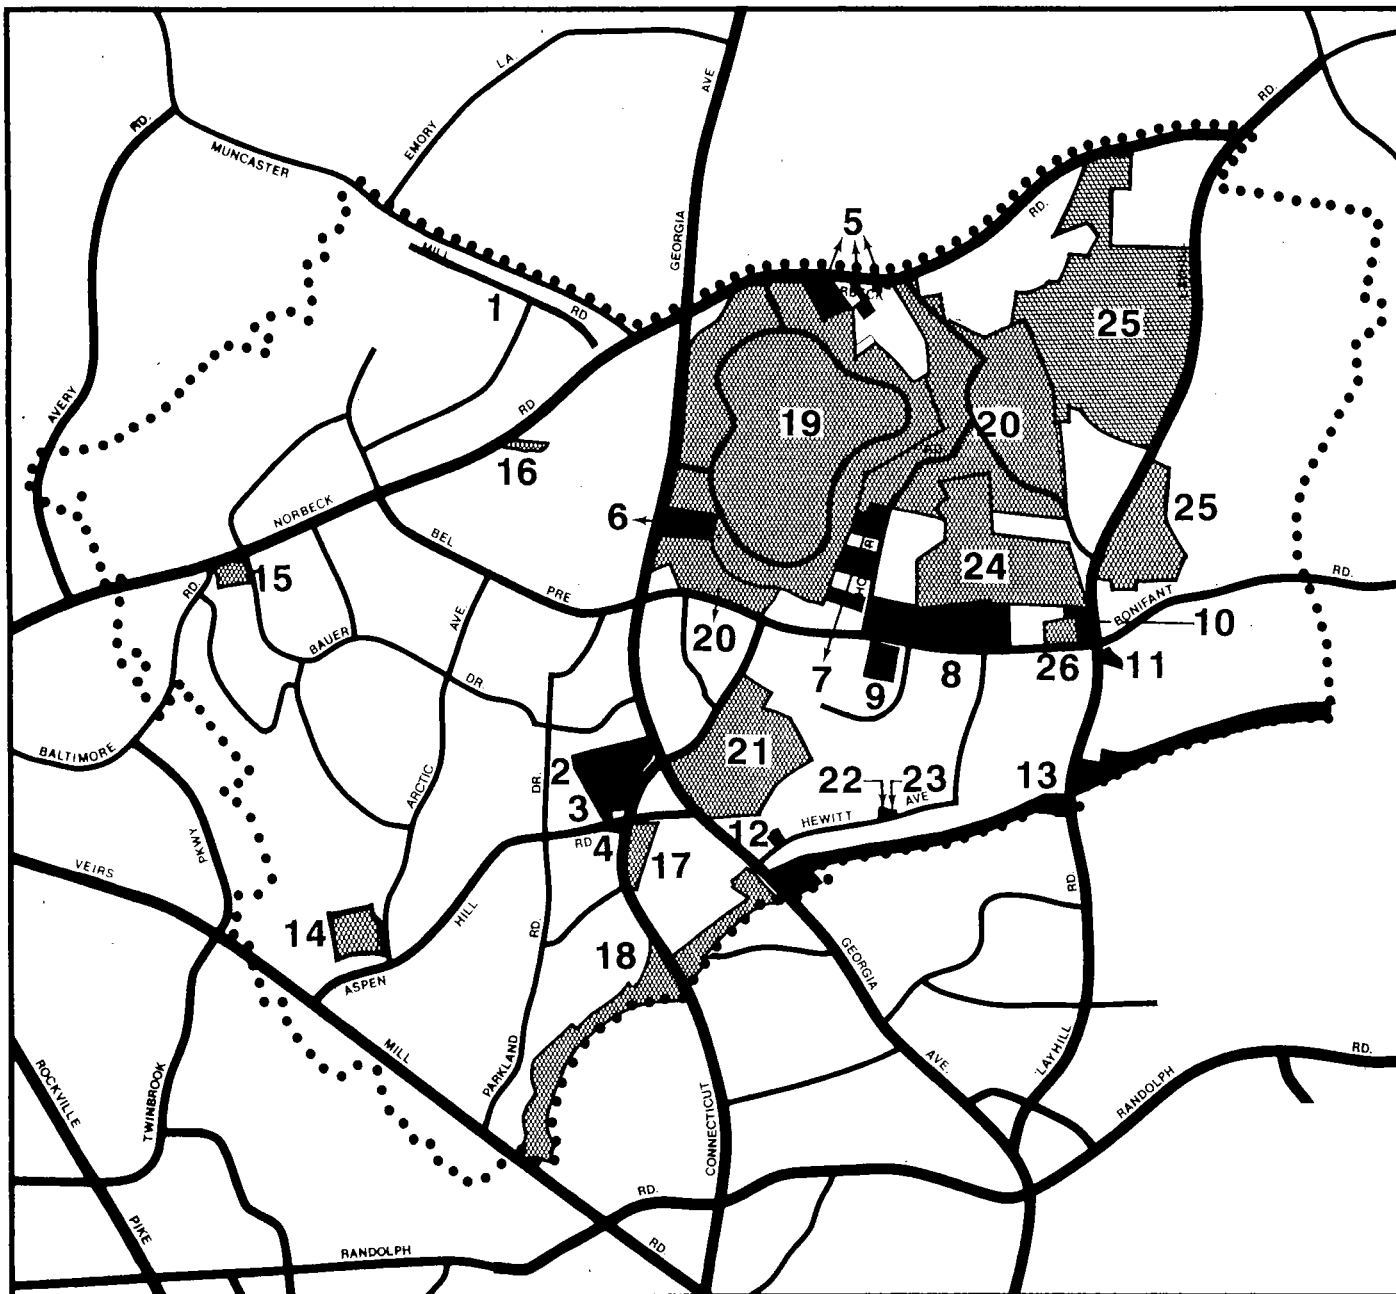 LA.
EMORY
AVE
GEORGIA
RD.
RD.
MUNCASTER
MILL
RD
1
5
RD.
25
AVERY
RD
19
20
RD.
16
6
25
NORBECK
BEL
PRE
24
RD.
15
RD.
BONIFANT
10
AVE.
BAUER
20
7
9
8
26
11
DR.
BALTIMORE
ARCTIC
DR.
2
21
13
3
22
23
AVE
HEWITT
12
RD
4
17
PKWY
VEIRS
HILL
RD.
RD.
14
18
ASPEN
GEORGIA
MILL
PARKLAND
AVE.
LAYHILL
RD.
RANDOLPH
ROCKVILLE
TWINBROOK
CONNECTICUT
RD.
PIKE
RANDOLPH
RD.